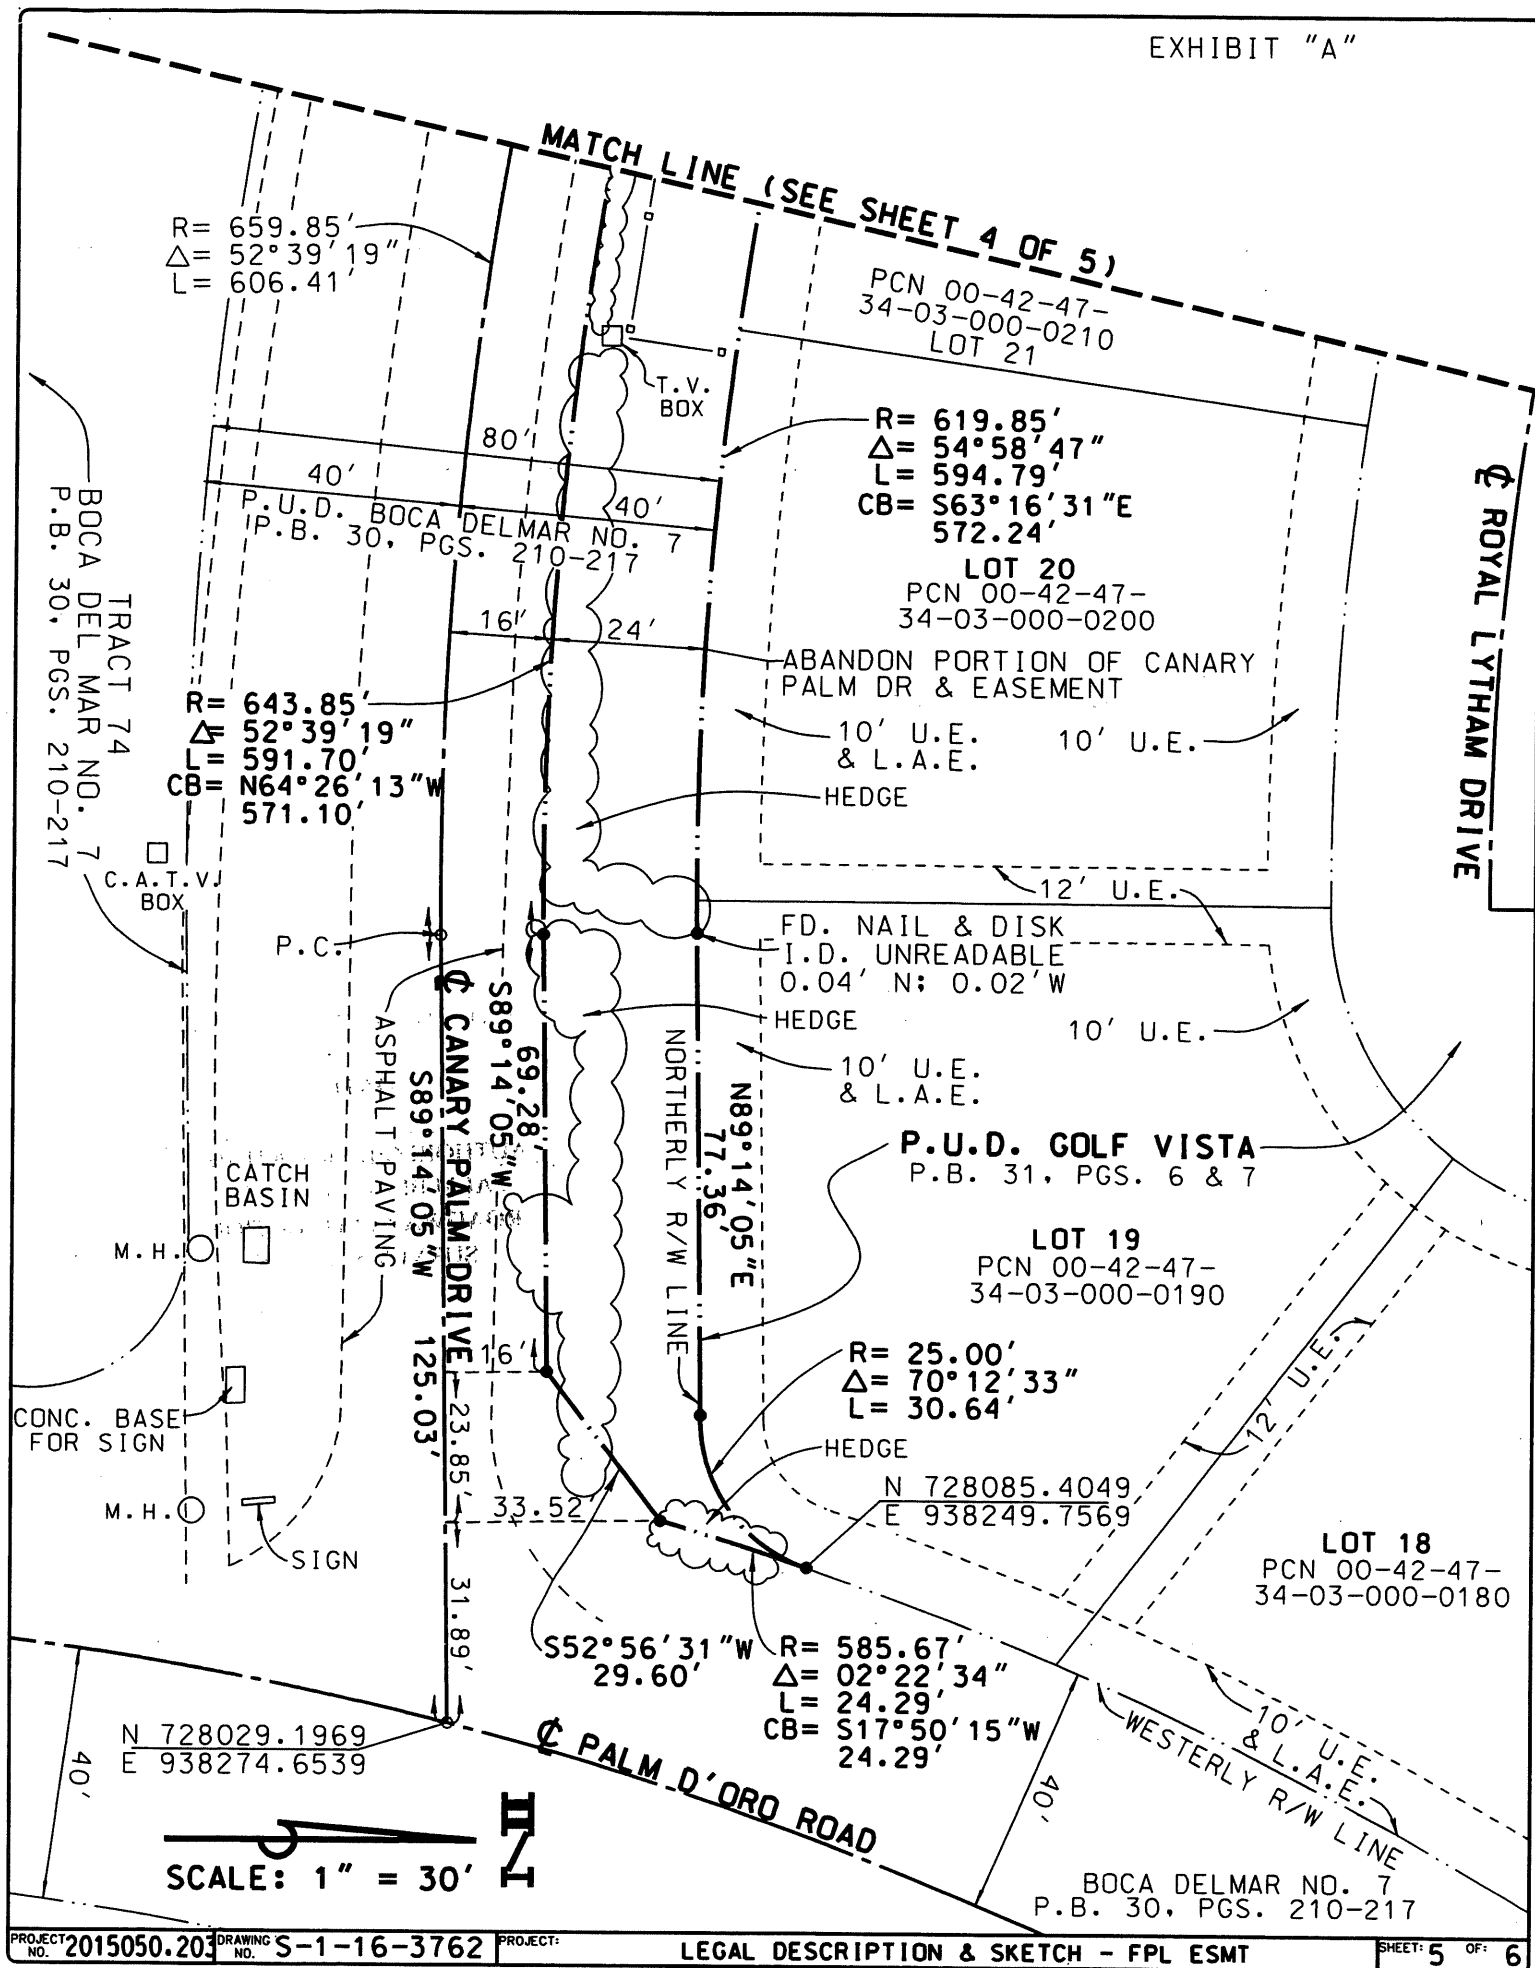 EXHIBIT "A"
MATCH LINE (SEE SHEET 4 OF 5)
R= 659.85'
△= 52°39'19"
L= 606.41'
PCN 00-42-47-
34-03-000-0210
LOT 21
T.V.
BOX
R= 619.85'
△= 54°58'47"
L= 594.79'
CB= S63°16'31"E
572.24'
80'
40'
40'
P.U.D. BOCA DELMAR NO. 7
P.B. 30, PGS. 210-217
LOT 20
PCN 00-42-47-
34-03-000-0200
℄ ROYAL LYTHAM DRIVE
TRACT 74
BOCA DEL MAR NO. 7
P.B. 30, PGS. 210-217
16'
24'
ABANDON PORTION OF CANARY
PALM DR & EASEMENT
R= 643.85'
△= 52°39'19"
L= 591.70'
CB= N64°26'13"W
571.10'
10' U.E.
& L.A.E.
10' U.E.
HEDGE
C.A.T.V.
BOX
12' U.E.
P.C.
FD. NAIL & DISK
I.D. UNREADABLE
0.04' N; 0.02'W
HEDGE
10' U.E.
10' U.E.
& L.A.E.
ASPHALT PAVING
℄ CANARY PALM DRIVE
S89°14'05"W 125.03'
69.28'
S89°14'05"W
NORTHERLY R/W LINE
N89°14'05"E
77.36'
P.U.D. GOLF VISTA
P.B. 31, PGS. 6 & 7
CATCH
BASIN
M.H.
LOT 19
PCN 00-42-47-
34-03-000-0190
12' U.E.
16'
R= 25.00'
△= 70°12'33"
L= 30.64'
CONC. BASE
FOR SIGN
23.85'
HEDGE
N 728085.4049
E 938249.7569
M.H.
33.52'
SIGN
LOT 18
PCN 00-42-47-
34-03-000-0180
31.89'
S52°56'31"W
29.60'
R= 585.67'
△= 02°22'34"
L= 24.29'
CB= S17°50'15"W
24.29'
N 728029.1969
E 938274.6539
℄ PALM D'ORO ROAD
10' U.E.
& L.A.E.
WESTERLY R/W LINE
40'
40'
N
SCALE: 1" = 30'
BOCA DELMAR NO. 7
P.B. 30, PGS. 210-217
PROJECT NO. 2015050.203 DRAWING NO. S-1-16-3762 PROJECT: LEGAL DESCRIPTION & SKETCH - FPL ESMT SHEET: 5 OF: 6